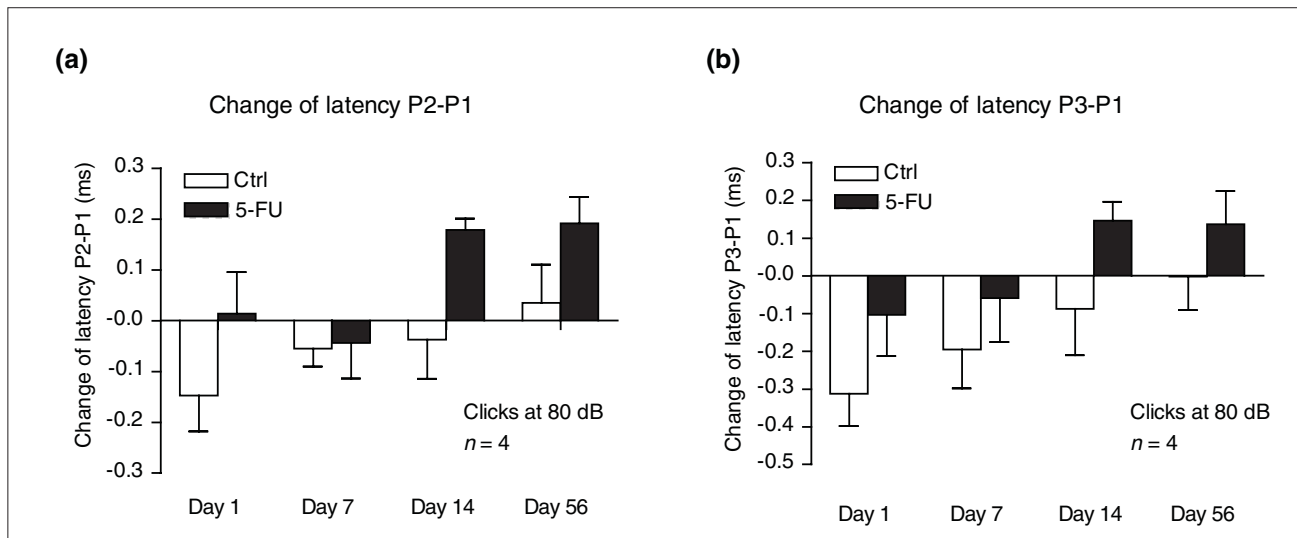 (a)
Change of latency P2-P1
Change of latency P2-P1 (ms)
0.3
0.2
0.1
-0.0
-0.1
-0.2
-0.3
Ctrl
5-FU
Clicks at 80 dB
n = 4
Day 1 Day 7 Day 14 Day 56
(b)
Change of latency P3-P1
Change of latency P3-P1 (ms)
0.3
0.2
0.1
-0.0
-0.1
-0.2
-0.3
-0.4
-0.5
Ctrl
5-FU
Clicks at 80 dB
n = 4
Day 1 Day 7 Day 14 Day 56